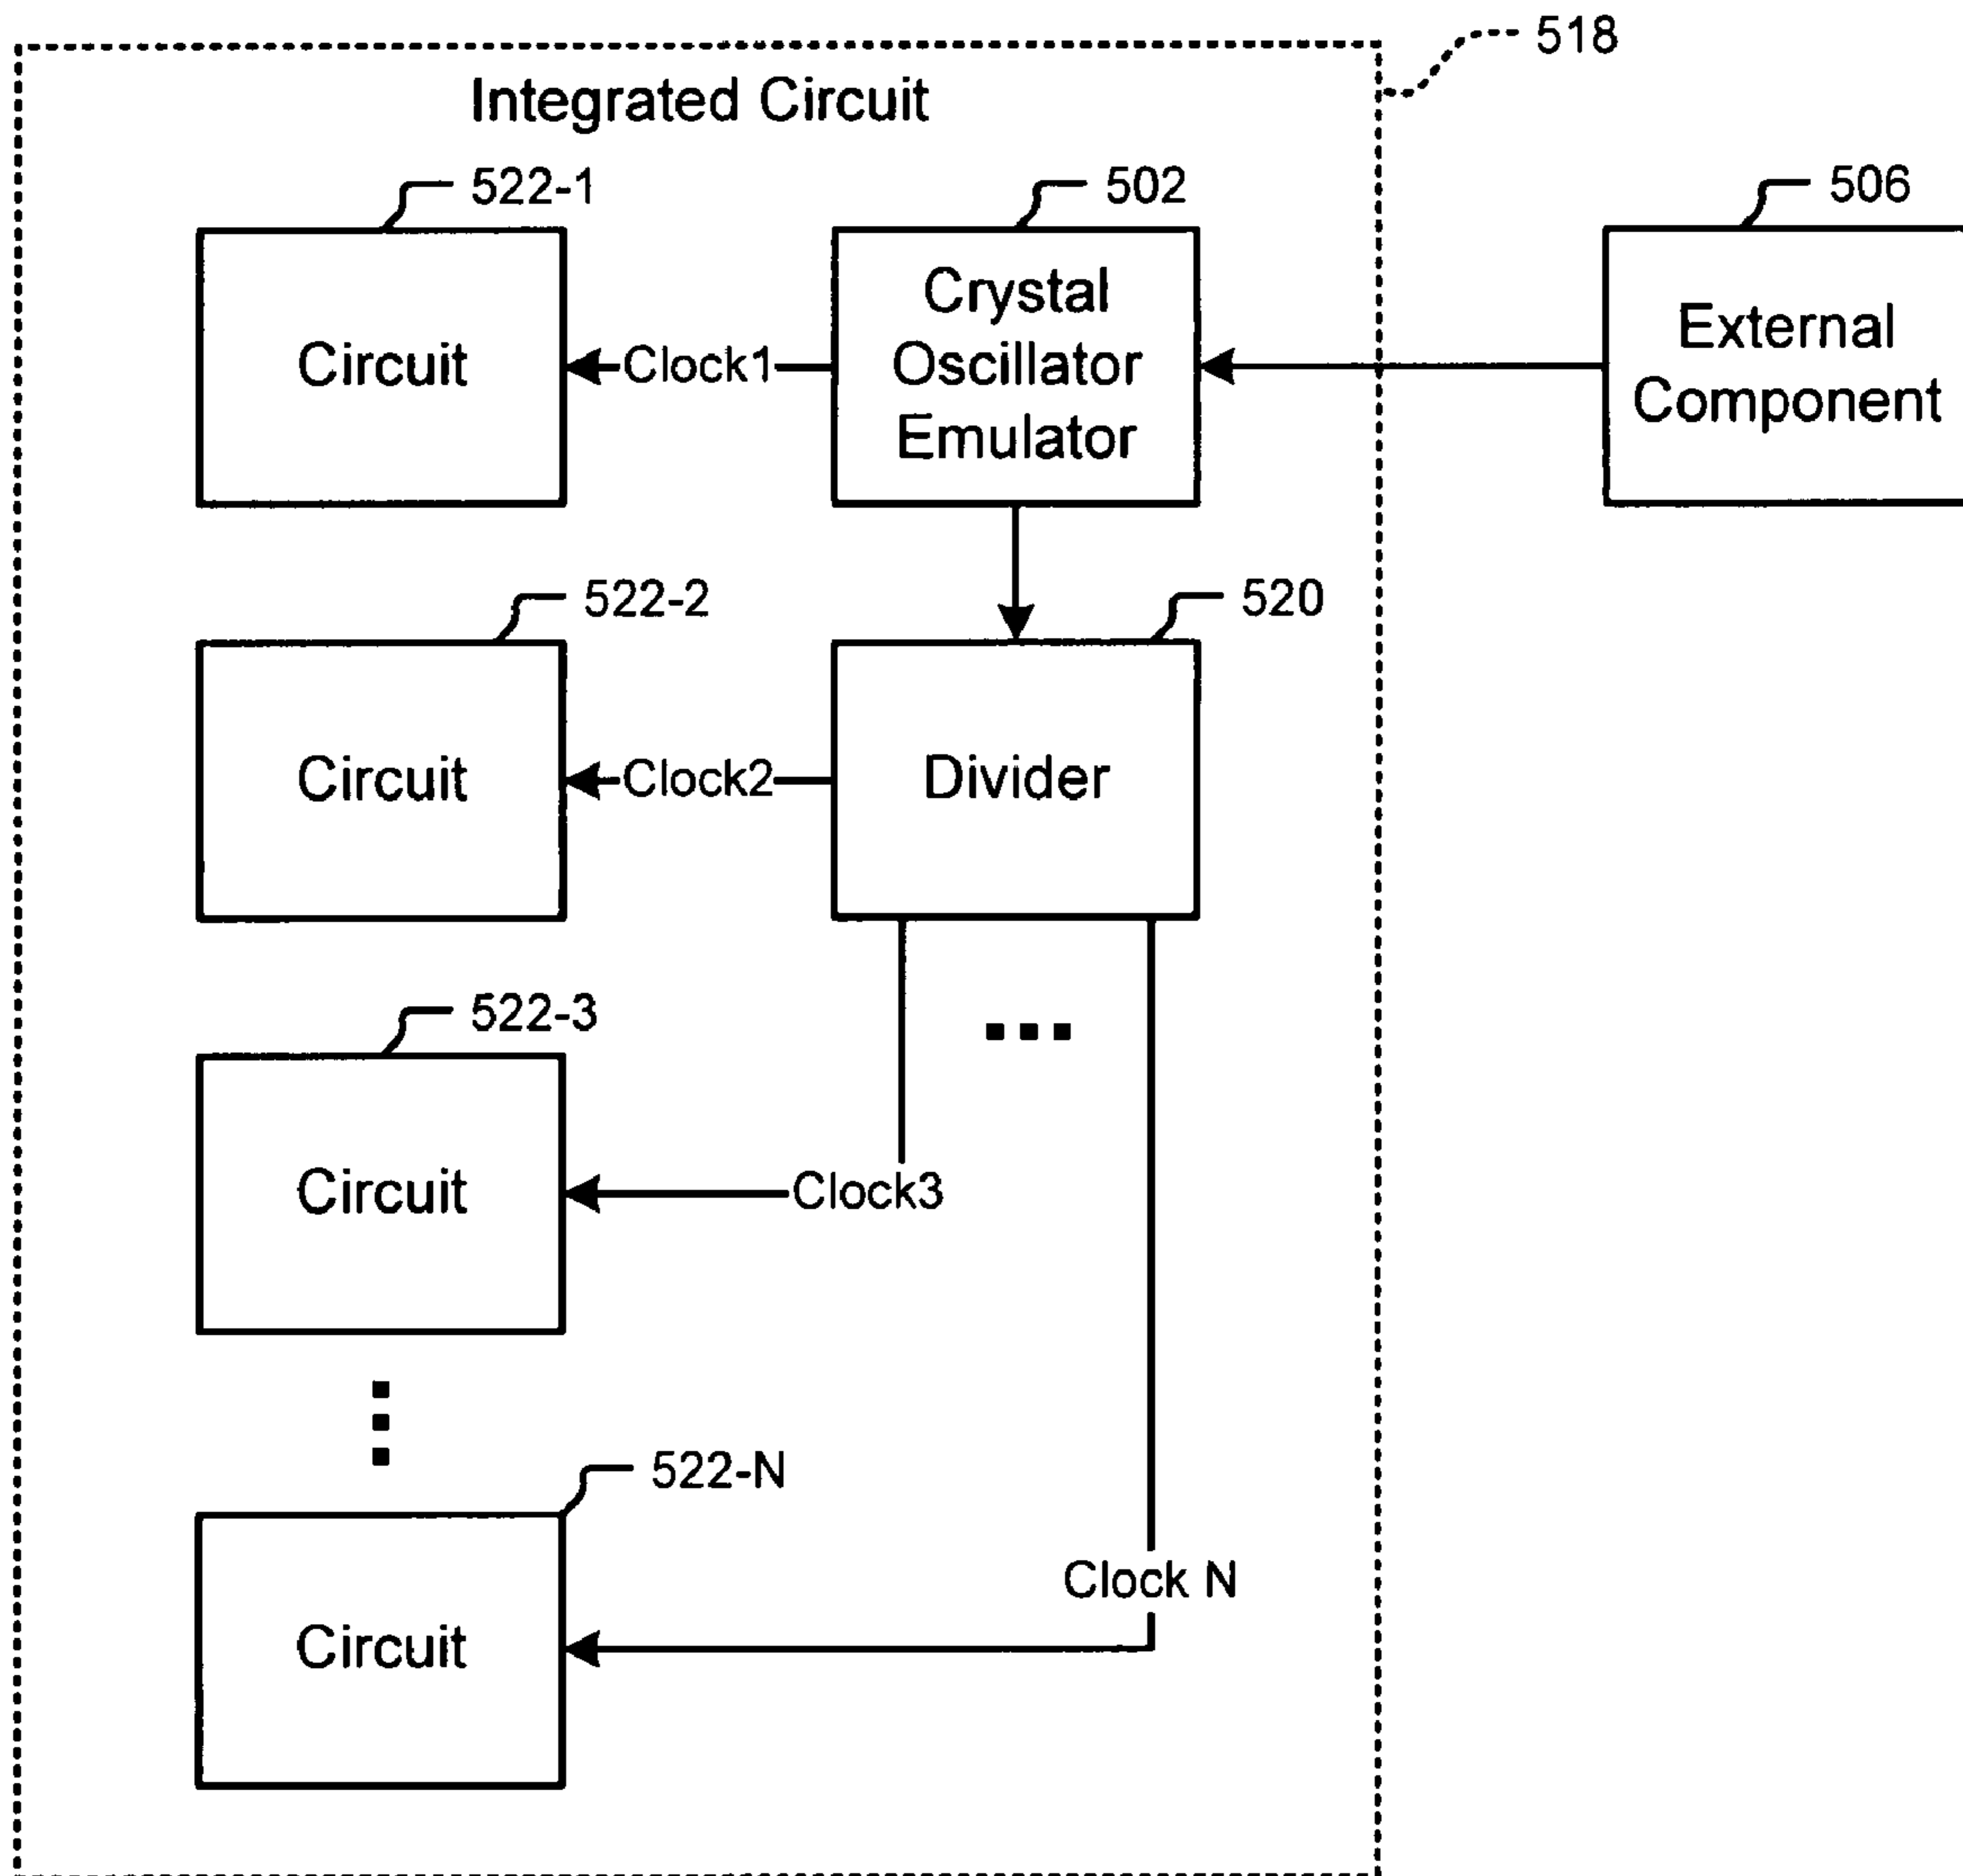 518
Integrated Circuit
522-1
502
506
Circuit
Clock1
Crystal
Oscillator
Emulator
External
Component
522-2
520
Circuit
Clock2
Divider
522-3
Circuit
Clock3
522-N
Circuit
Clock N